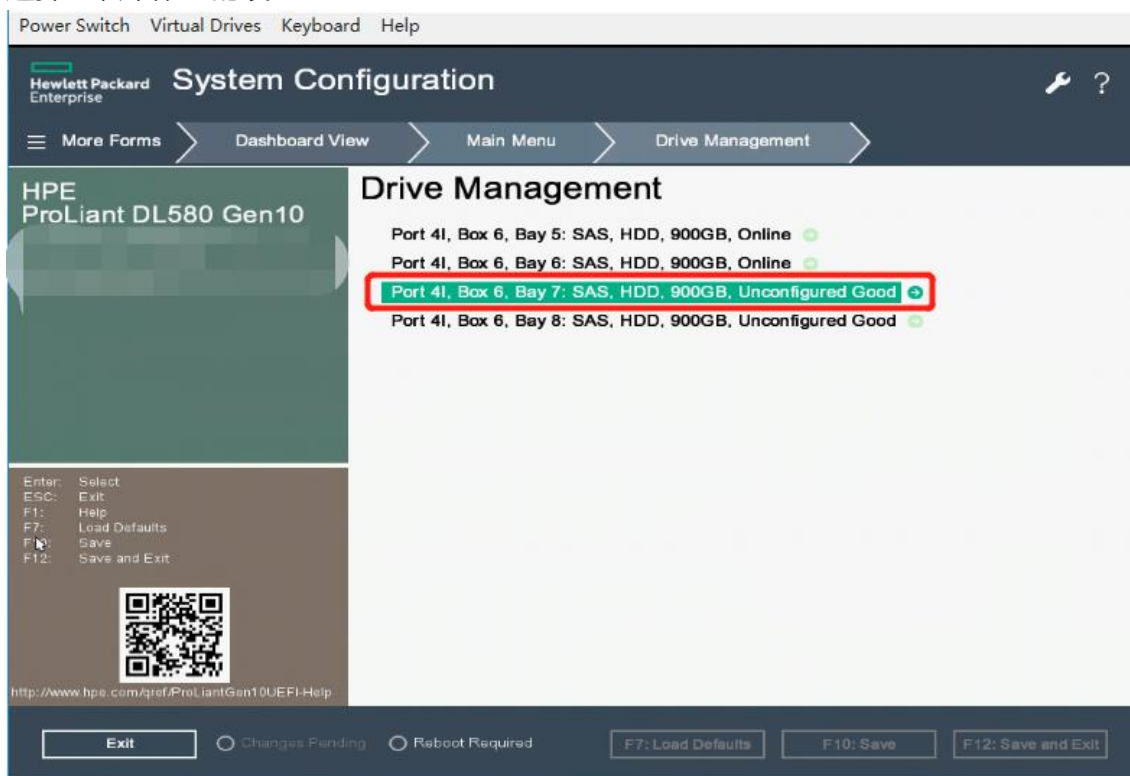 Power Switch Virtual Drives Keyboard Help
Hewlett Packard
Enterprise
System Configuration
?
More Forms
Dashboard View
Main Menu
Drive Management
HPE
ProLiant DL580 Gen10
Drive Management
Port 4I, Box 6, Bay 5: SAS, HDD, 900GB, Online
Port 4I, Box 6, Bay 6: SAS, HDD, 900GB, Online
Port 4I, Box 6, Bay 7: SAS, HDD, 900GB, Unconfigured Good
Port 4I, Box 6, Bay 8: SAS, HDD, 900GB, Unconfigured Good
Enter: Select
ESC: Exit
F1: Help
F7: Load Defaults
Save
F12: Save and Exit
http://www.hpe.com/qref/ProLiantGen10UEFI-Help
Exit
Changes Pending
Reboot Required
F7: Load Defaults
F10: Save
F12: Save and Exit